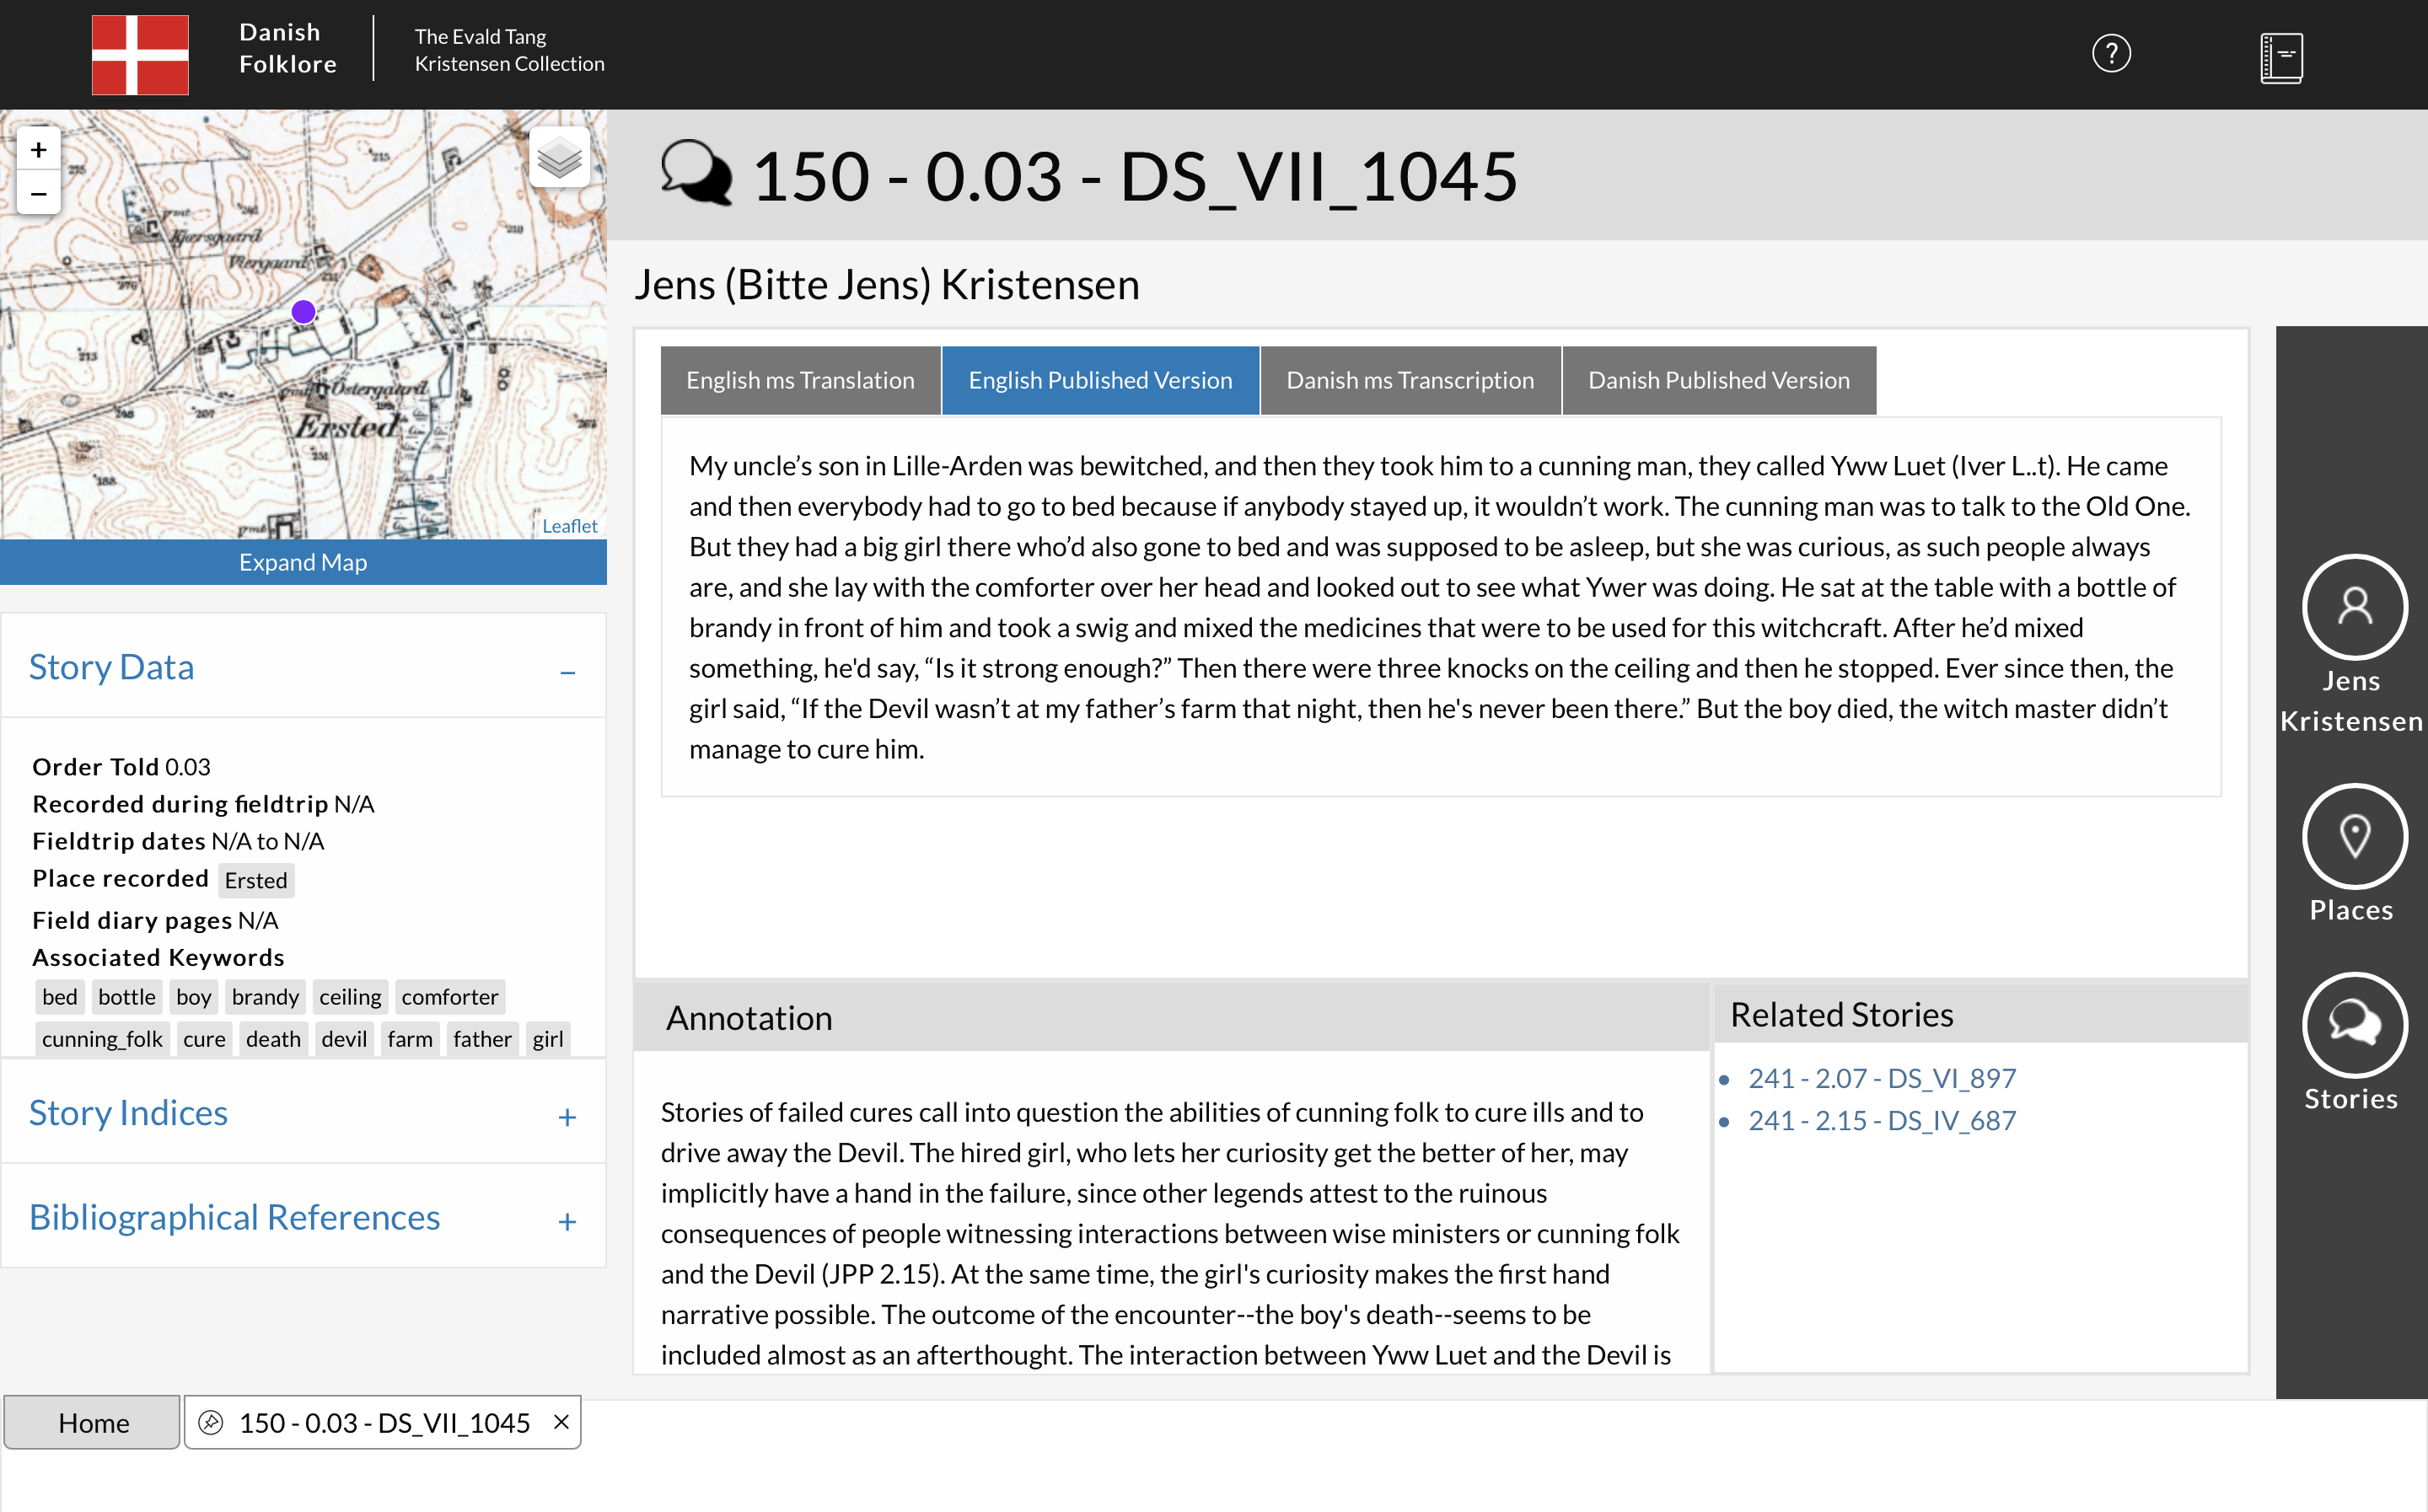 Danish
Folklore
The Evald Tang
Kristensen Collection
?
+
−
Kjærsgaard
Viergaard
Østergaard
Ersted
Leaflet
Expand Map
Story Data
–
Order Told 0.03
Recorded during fieldtrip N/A
Fieldtrip dates N/A to N/A
Place recorded Ersted
Field diary pages N/A
Associated Keywords
bed bottle boy brandy ceiling comforter
cunning_folk cure death devil farm father girl
Story Indices
+
Bibliographical References
+
150 - 0.03 - DS_VII_1045
Jens (Bitte Jens) Kristensen
English ms Translation English Published Version Danish ms Transcription Danish Published Version
My uncle’s son in Lille-Arden was bewitched, and then they took him to a cunning man, they called Yww Luet (Iver L..t). He came
and then everybody had to go to bed because if anybody stayed up, it wouldn’t work. The cunning man was to talk to the Old One.
But they had a big girl there who’d also gone to bed and was supposed to be asleep, but she was curious, as such people always
are, and she lay with the comforter over her head and looked out to see what Ywer was doing. He sat at the table with a bottle of
brandy in front of him and took a swig and mixed the medicines that were to be used for this witchcraft. After he’d mixed
something, he'd say, “Is it strong enough?” Then there were three knocks on the ceiling and then he stopped. Ever since then, the
girl said, “If the Devil wasn’t at my father’s farm that night, then he's never been there.” But the boy died, the witch master didn’t
manage to cure him.
Annotation
Stories of failed cures call into question the abilities of cunning folk to cure ills and to
drive away the Devil. The hired girl, who lets her curiosity get the better of her, may
implicitly have a hand in the failure, since other legends attest to the ruinous
consequences of people witnessing interactions between wise ministers or cunning folk
and the Devil (JPP 2.15). At the same time, the girl's curiosity makes the first hand
narrative possible. The outcome of the encounter--the boy's death--seems to be
included almost as an afterthought. The interaction between Yww Luet and the Devil is
Related Stories
241 - 2.07 - DS_VI_897
241 - 2.15 - DS_IV_687
Jens
Kristensen
Places
Stories
Home
150 - 0.03 - DS_VII_1045 ×